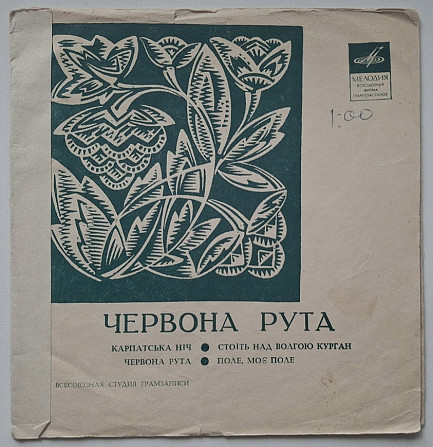 МЕЛОДИЯ
ВСЕСОЮЗНАЯ
ФИРМА
ГРАМПЛАСТИНОК
1-00
ЧЕРВОНА РУТА
КАРПАТСЬКА НІЧ ● СТОЇТЬ НАД ВОЛГОЮ КУРГАН
ЧЕРВОНА РУТА ● ПОЛЕ, МОЄ ПОЛЕ
ВСЕСОЮЗНАЯ СТУДИЯ ГРАМЗАПИСИ